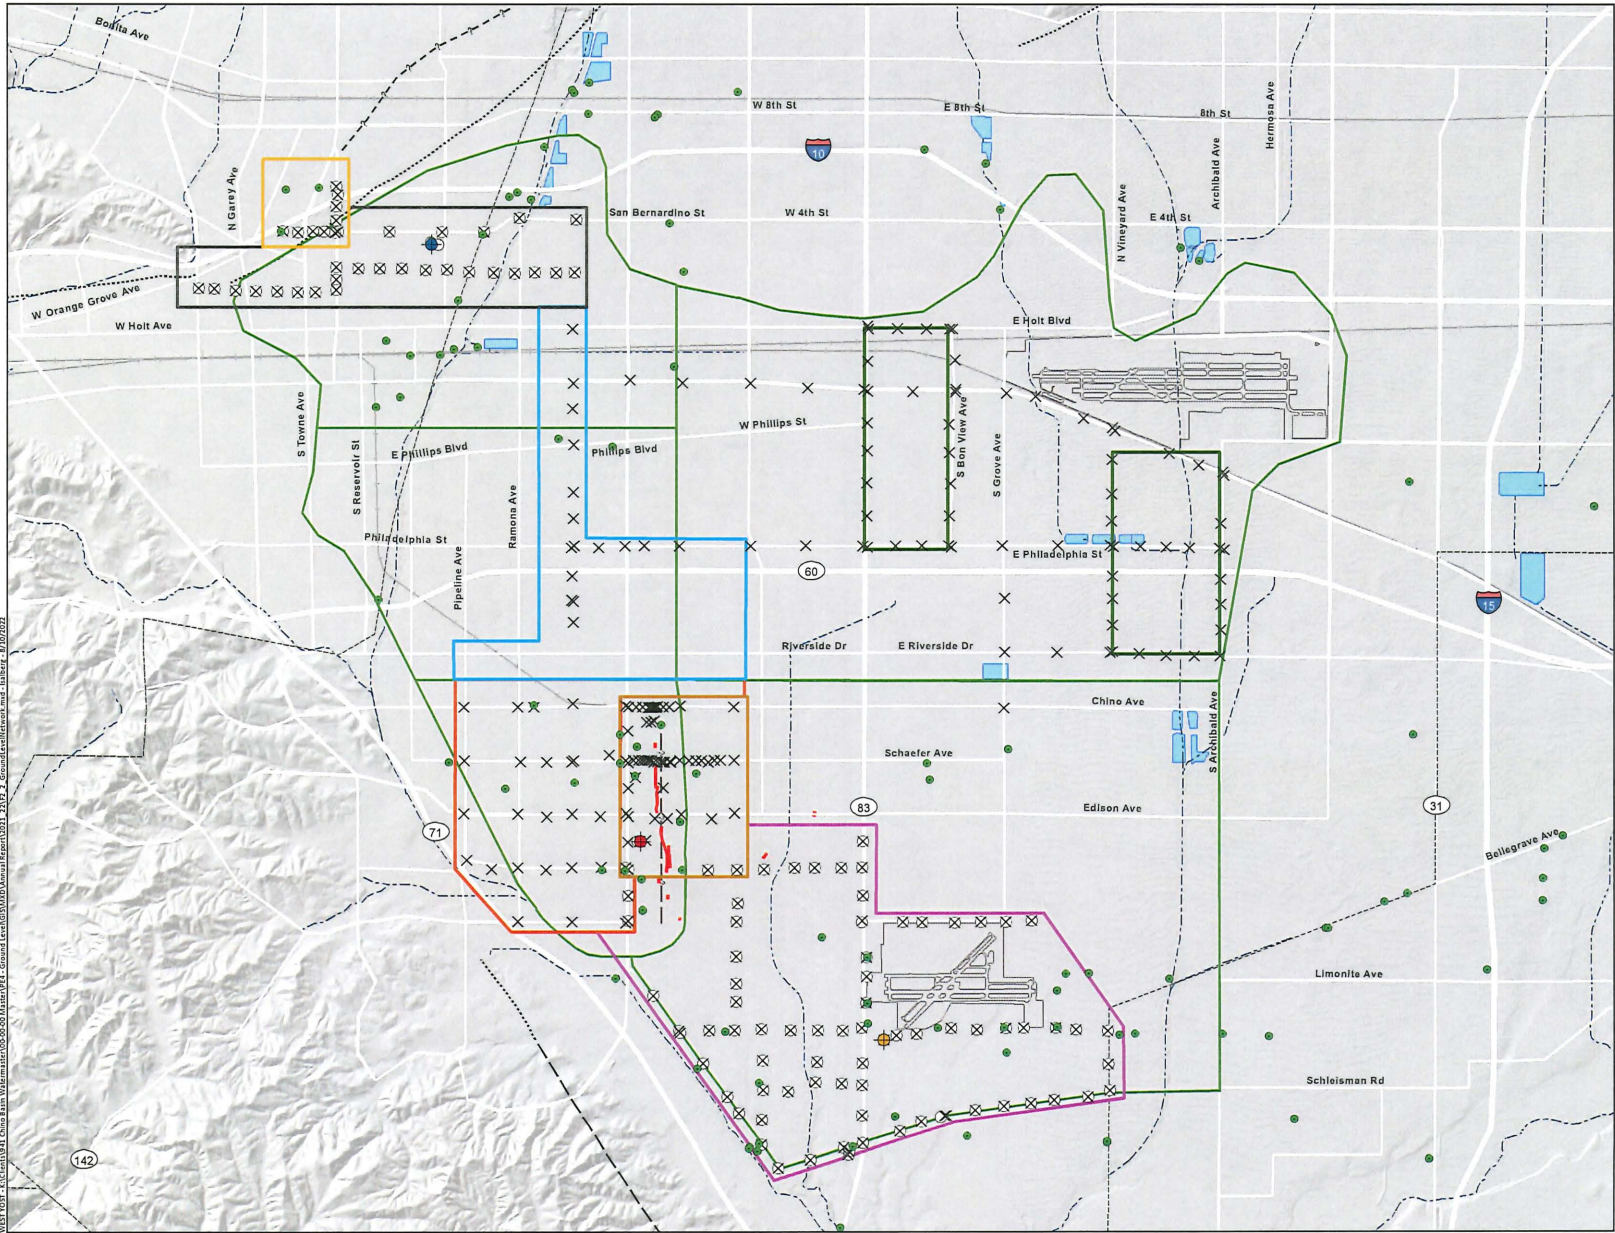 Bonita Ave
W 8th St
E 8th St
8th St
Hermosa Ave
Archibald Ave
10
N Garey Ave
San Bernardino St
W 4th St
N Vineyard Ave
E 4th St
W Orange Grove Ave
W Holt Ave
E Holt Blvd
S Towne Ave
S Reservoir St
E Phillips Blvd
Phillips Blvd
W Phillips St
S Bon View Ave
S Grove Ave
Ramona Ave
Philadelphia St
Pipeline Ave
E Philadelphia St
60
15
Riverside Dr
E Riverside Dr
Chino Ave
S Archibald Ave
Schaefer Ave
83
Edison Ave
31
71
Bellegrave Ave
Limonite Ave
Schleisman Rd
142